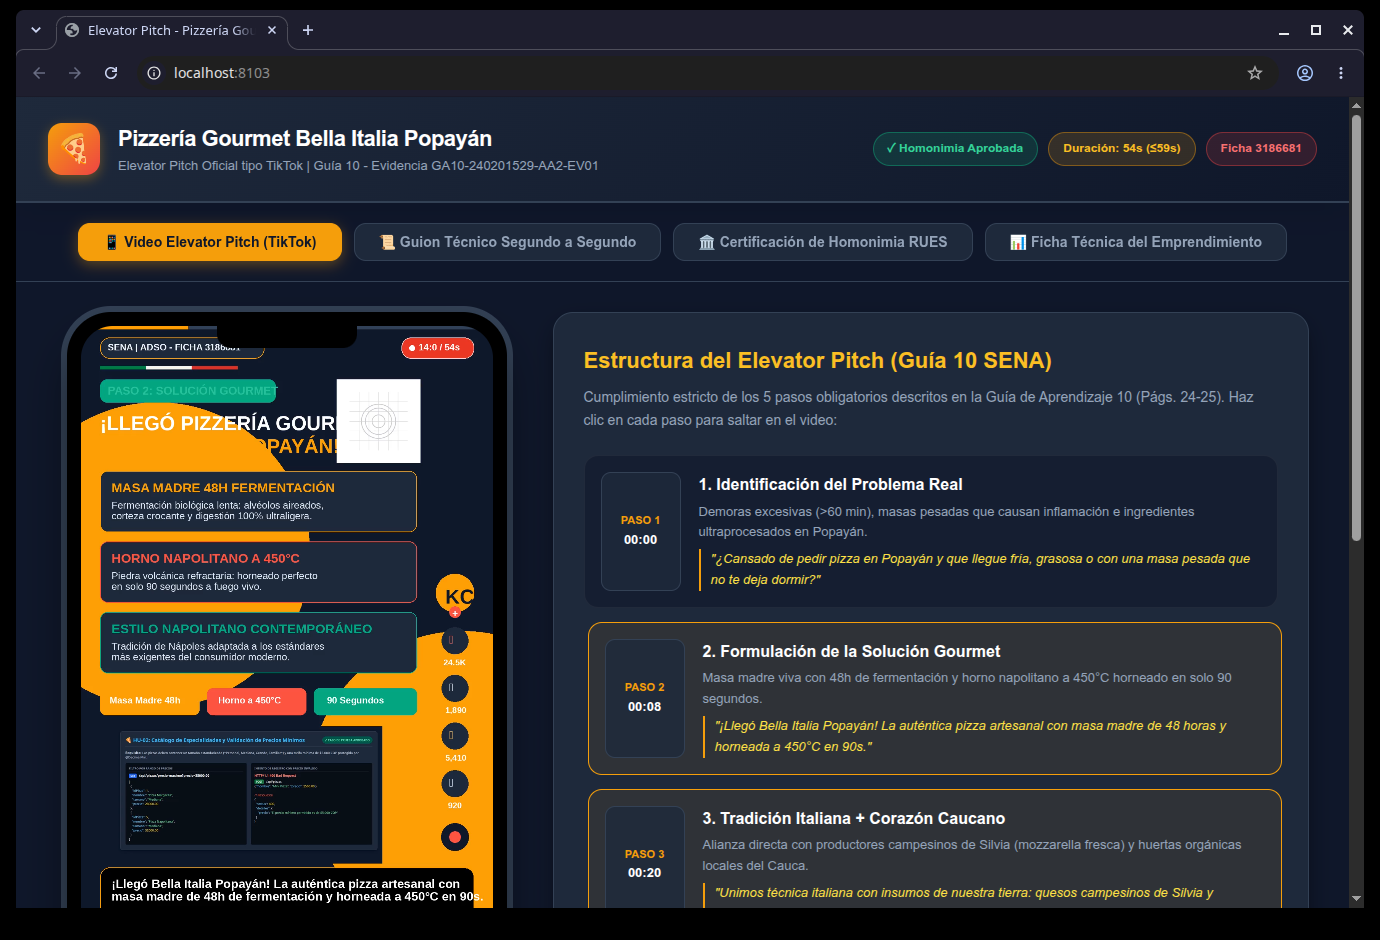 Elevator Pitch - Pizzería Gou
localhost:8103
Pizzería Gourmet Bella Italia Popayán
Elevator Pitch Oficial tipo TikTok | Guía 10 - Evidencia GA10-240201529-AA2-EV01
✓ Homonimia Aprobada
Duración: 54s (≤59s)
Ficha 3186681
Video Elevator Pitch (TikTok)
Guion Técnico Segundo a Segundo
Certificación de Homonimia RUES
Ficha Técnica del Emprendimiento
SENA | ADSO - FICHA 3186681
14:0 / 54s
PASO 2: SOLUCIÓN GOURMET
¡LLEGÓ PIZZERÍA GOUR
OPAYÁN!
MASA MADRE 48H FERMENTACIÓN
Fermentación biológica lenta: alvéolos aireados,
corteza crocante y digestión 100% ultraligera.
HORNO NAPOLITANO A 450°C
Piedra volcánica refractaria: horneado perfecto
en solo 90 segundos a fuego vivo.
ESTILO NAPOLITANO CONTEMPORÁNEO
Tradición de Nápoles adaptada a los estándares
más exigentes del consumidor moderno.
Masa Madre 48h
Horno a 450°C
90 Segundos
KC
+
24.5K
1,890
5,410
920
HU-02: Catálogo de Especialidades y Validación de Precios Mínimos
¡Llegó Bella Italia Popayán! La auténtica pizza artesanal con
masa madre de 48h de fermentación y horneada a 450°C en 90s.
Estructura del Elevator Pitch (Guía 10 SENA)
Cumplimiento estricto de los 5 pasos obligatorios descritos en la Guía de Aprendizaje 10 (Págs. 24-25). Haz
clic en cada paso para saltar en el video:
PASO 1
00:00
1. Identificación del Problema Real
Demoras excesivas (>60 min), masas pesadas que causan inflamación e ingredientes
ultraprocesados en Popayán.
"¿Cansado de pedir pizza en Popayán y que llegue fria, grasosa o con una masa pesada que
no te deja dormir?"
PASO 2
00:08
2. Formulación de la Solución Gourmet
Masa madre viva con 48h de fermentación y horno napolitano a 450°C horneado en solo 90
segundos.
"¡Llegó Bella Italia Popayán! La auténtica pizza artesanal con masa madre de 48 horas y
horneada a 450°C en 90s."
PASO 3
00:20
3. Tradición Italiana + Corazón Caucano
Alianza directa con productores campesinos de Silvia (mozzarella fresca) y huertas orgánicas
locales del Cauca.
"Unimos técnica italiana con insumos de nuestra tierra: quesos campesinos de Silvia y